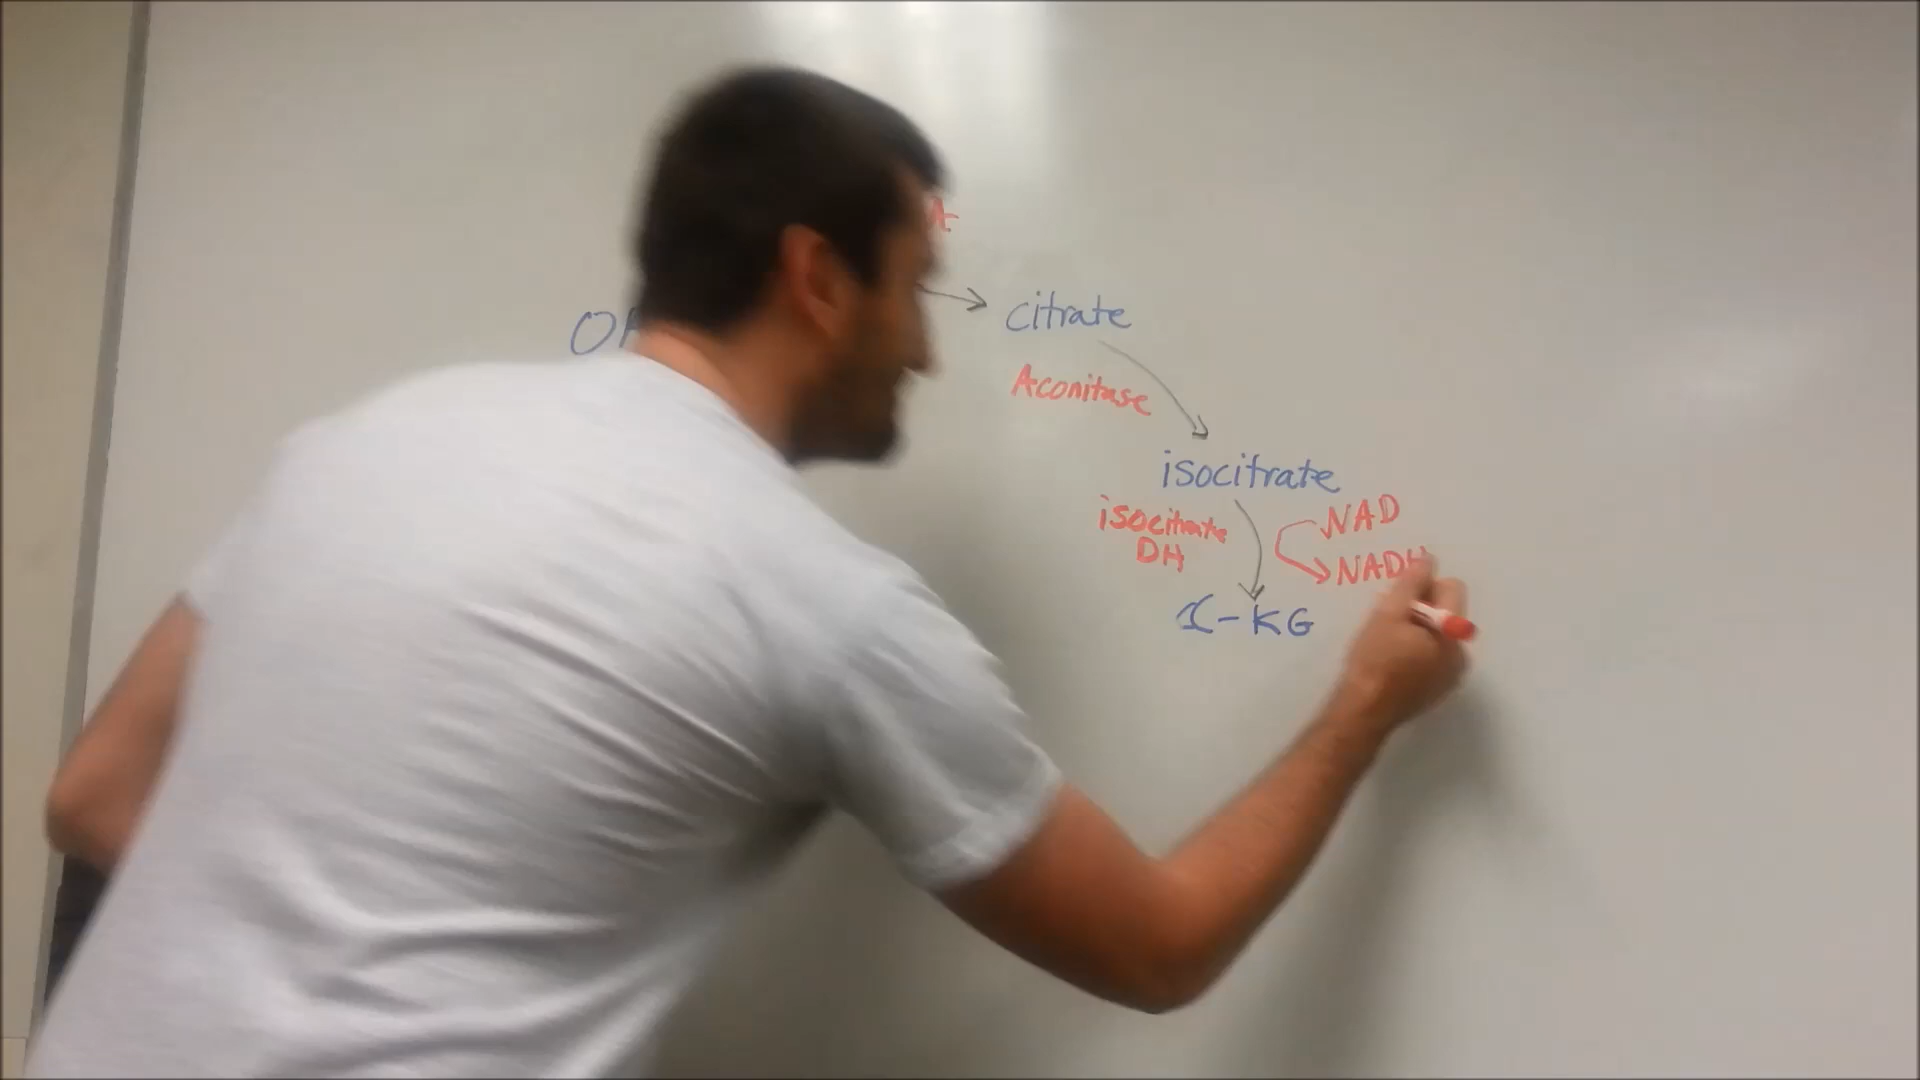 citrate
Aconitase
isocitrate
isocitrate
DH
NAD
NADH
α-KG